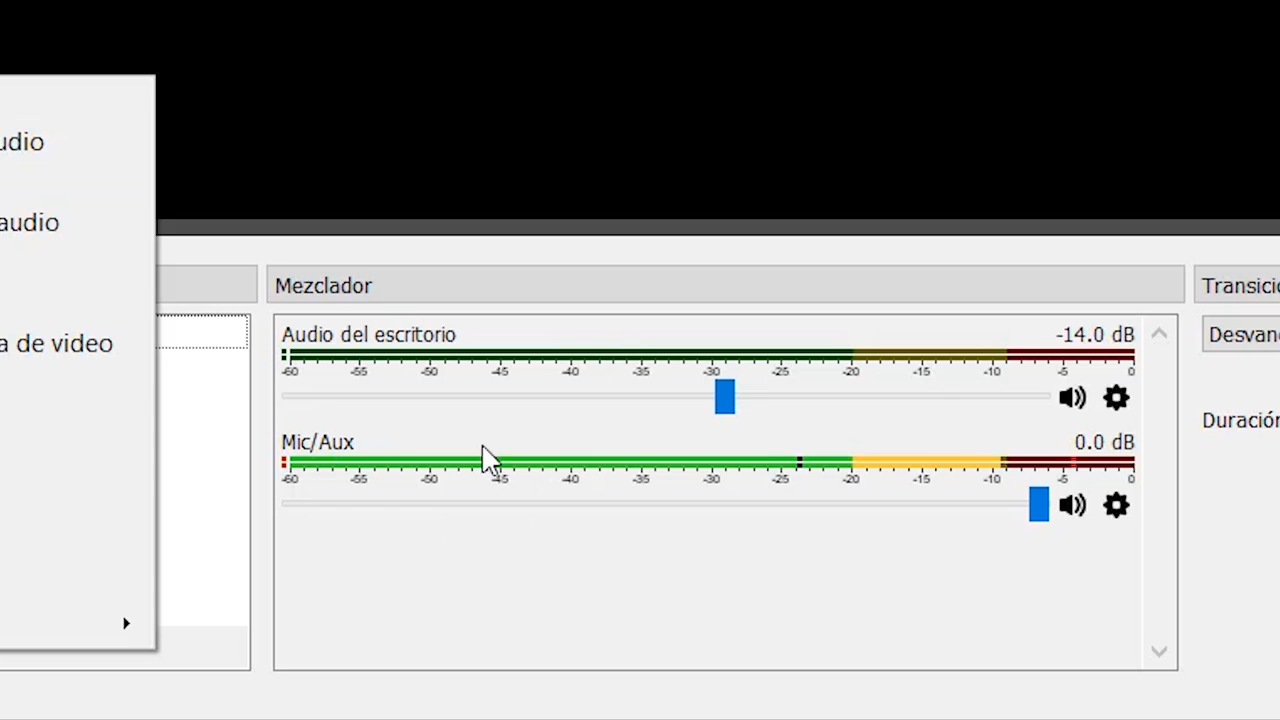 udio
audio
a de video
Mezclador
Audio del escritorio -14.0 dB
-60 -55 -50 -45 -40 -35 -30 -25 -20 -15 -10 -5 0
Mic/Aux 0.0 dB
-60 -55 -50 -45 -40 -35 -30 -25 -20 -15 -10 -5 0
Transicio
Desvan
Duración